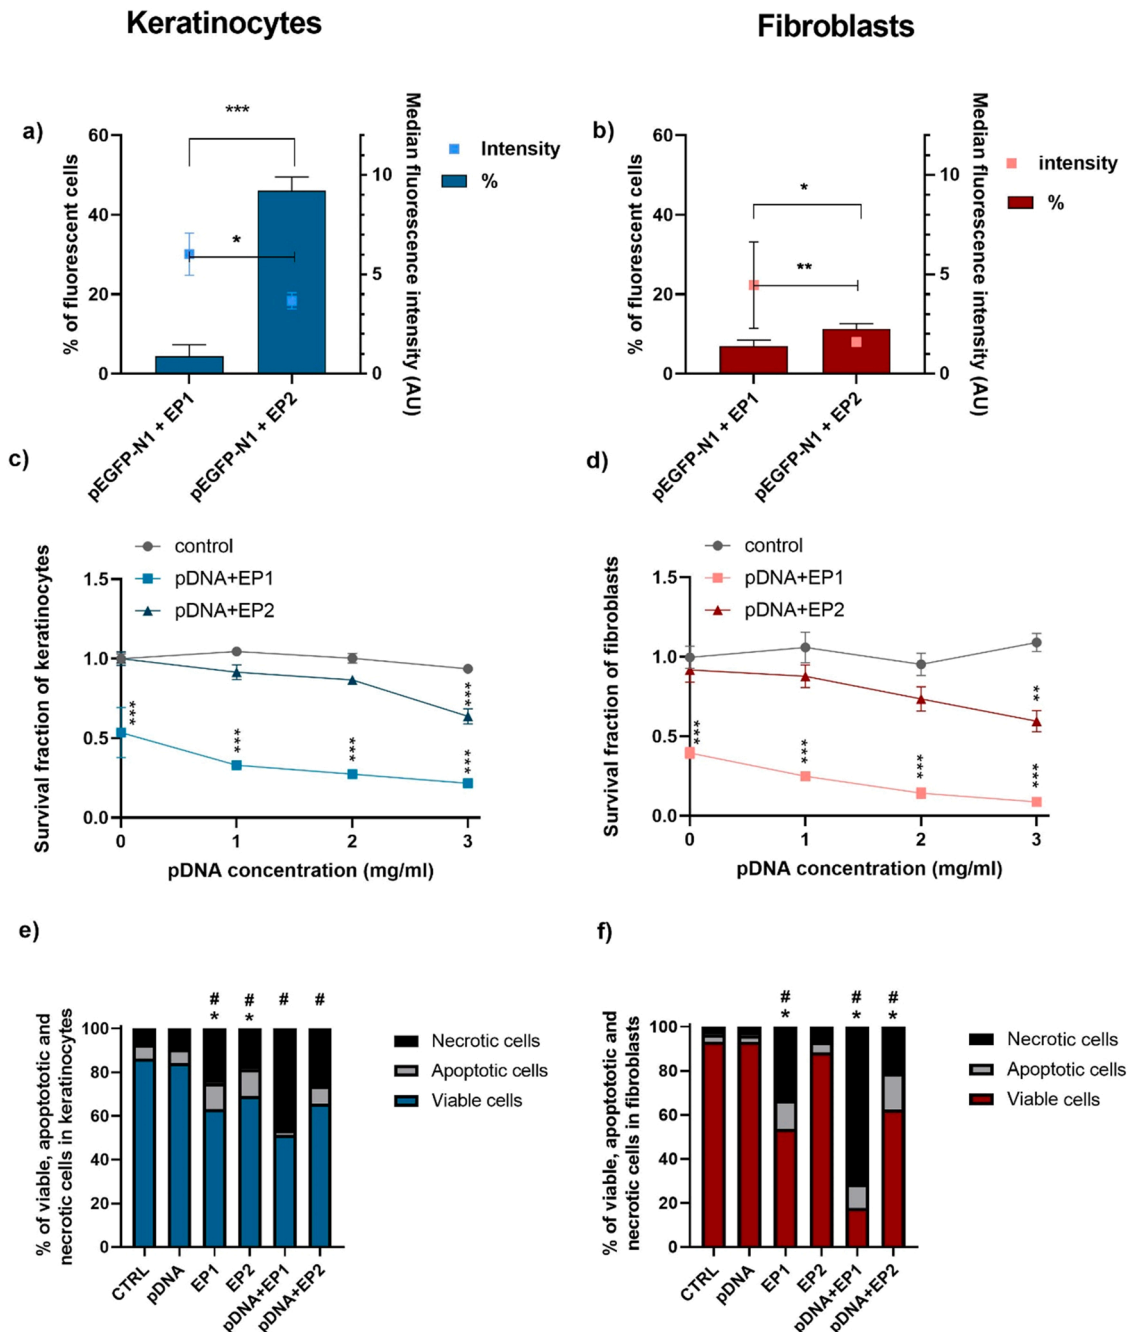 Keratinocytes
Fibroblasts
a)
% of fluorescent cells
60
40
20
0
***
*
10
5
0
Median fluorescence intensity (AU)
Intensity
%
pEGFP-N1 + EP1
pEGFP-N1 + EP2
b)
% of fluorescent cells
60
40
20
0
*
**
10
5
0
Median fluorescence intensity (AU)
intensity
%
pEGFP-N1 + EP1
pEGFP-N1 + EP2
c)
control
pDNA+EP1
pDNA+EP2
Survival fraction of keratinocytes
1.5
1.0
0.5
0.0
***
***
***
***
***
0
1
2
3
pDNA concentration (mg/ml)
d)
control
pDNA+EP1
pDNA+EP2
Survival fraction of fibroblasts
1.5
1.0
0.5
0.0
***
***
***
**
***
0
1
2
3
pDNA concentration (mg/ml)
e)
% of viable, apoptototic and
necrotic cells in keratinocytes
100
80
60
40
20
0
# # # #
* *
Necrotic cells
Apoptotic cells
Viable cells
CTRL
pDNA
EP1
EP2
pDNA+EP1
pDNA+EP2
f)
% of viable, apoptototic and
necrotic cells in fibroblasts
100
80
60
40
20
0
# # #
* * *
Necrotic cells
Apoptotic cells
Viable cells
CTRL
pDNA
EP1
EP2
pDNA+EP1
pDNA+EP2